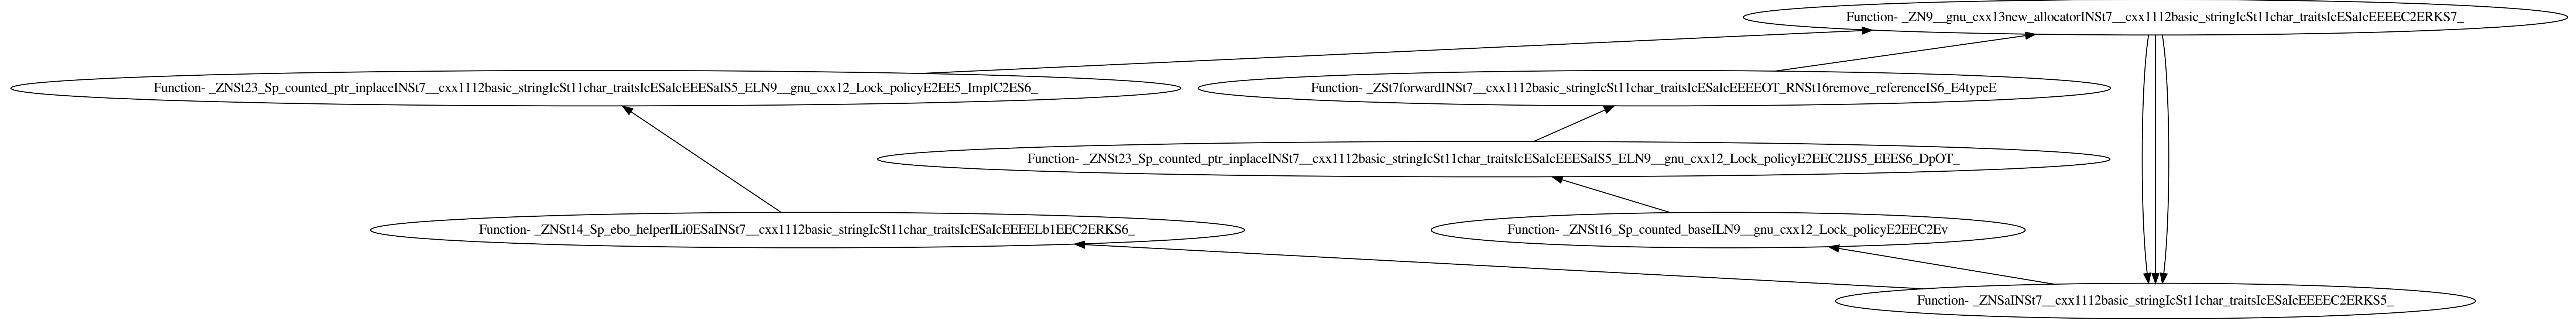 Function- _ZN9__gnu_cxx13new_allocatorINSt7__cxx1112basic_stringIcSt11char_traitsIcESaIcEEEEC2ERKS7_
Function- _ZNSt23_Sp_counted_ptr_inplaceINSt7__cxx1112basic_stringIcSt11char_traitsIcESaIcEEESaIS5_ELN9__gnu_cxx12_Lock_policyE2EE5_ImplC2ES6_
Function- _ZSt7forwardINSt7__cxx1112basic_stringIcSt11char_traitsIcESaIcEEEEOT_RNSt16remove_referenceIS6_E4typeE
Function- _ZNSt23_Sp_counted_ptr_inplaceINSt7__cxx1112basic_stringIcSt11char_traitsIcESaIcEEESaIS5_ELN9__gnu_cxx12_Lock_policyE2EEC2IJS5_EEES6_DpOT_
Function- _ZNSt14_Sp_ebo_helperILi0ESaINSt7__cxx1112basic_stringIcSt11char_traitsIcESaIcEEEELb1EEC2ERKS6_
Function- _ZNSt16_Sp_counted_baseILN9__gnu_cxx12_Lock_policyE2EEC2Ev
Function- _ZNSaINSt7__cxx1112basic_stringIcSt11char_traitsIcESaIcEEEEC2ERKS5_